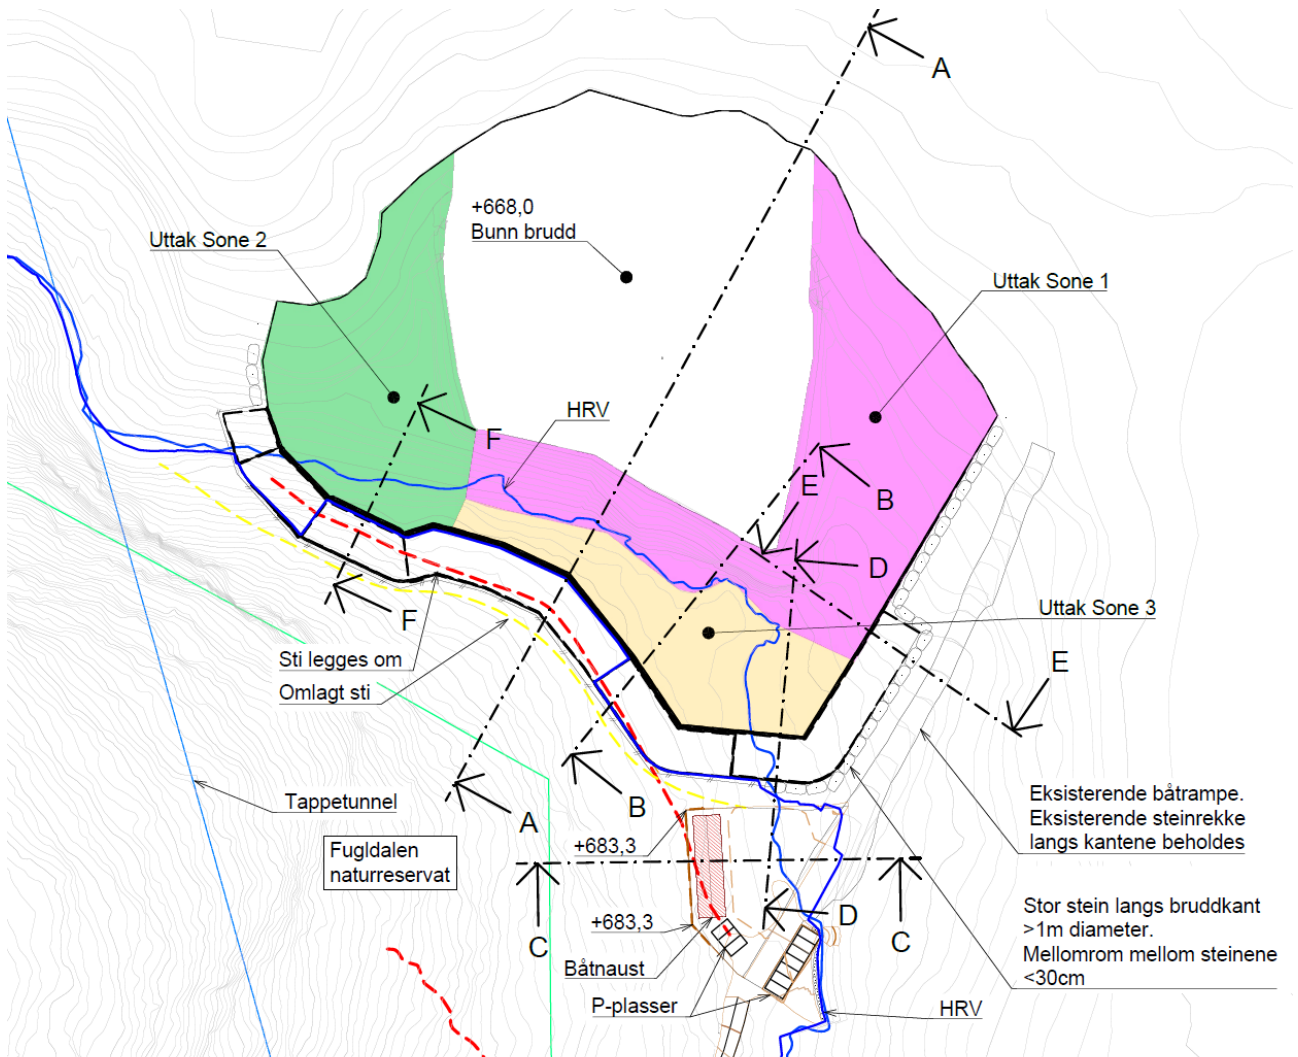 A
+668,0
Bunn brudd
Uttak Sone 2
Uttak Sone 1
HRV
F
E
B
D
Uttak Sone 3
F
Sti legges om
Omlagt sti
E
Tappetunnel
A
B
Eksisterende båtrampe.
Eksisterende steinrekke
langs kantene beholdes
Fugldalen
naturreservat
+683,3
+683,3
C
D
C
Stor stein langs bruddkant
>1m diameter.
Mellomrom mellom steinene
<30cm
Båtnaust
P-plasser
HRV